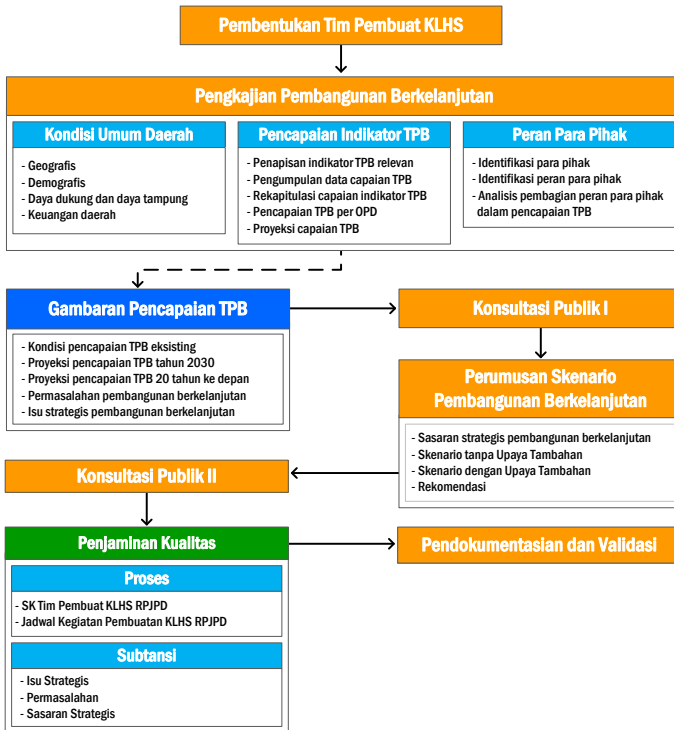 Pembentukan Tim Pembuat KLHS
Pengkajian Pembangunan Berkelanjutan
Kondisi Umum Daerah
- Geografis
- Demografis
- Daya dukung dan daya tampung
- Keuangan daerah
Pencapaian Indikator TPB
- Penapisan indikator TPB relevan
- Pengumpulan data capaian TPB
- Rekapitulasi capaian indikator TPB
- Pencapaian TPB per OPD
- Proyeksi capaian TPB
Peran Para Pihak
- Identifikasi para pihak
- Identifikasi peran para pihak
- Analisis pembagian peran para pihak
dalam pencapaian TPB
Gambaran Pencapaian TPB
- Kondisi pencapaian TPB eksisting
- Proyeksi pencapaian TPB tahun 2030
- Proyeksi pencapaian TPB 20 tahun ke depan
- Permasalahan pembangunan berkelanjutan
- Isu strategis pembangunan berkelanjutan
Konsultasi Publik I
Perumusan Skenario
Pembangunan Berkelanjutan
- Sasaran strategis pembangunan berkelanjutan
- Skenario tanpa Upaya Tambahan
- Skenario dengan Upaya Tambahan
- Rekomendasi
Konsultasi Publik II
Penjaminan Kualitas
Proses
- SK Tim Pembuat KLHS RPJPD
- Jadwal Kegiatan Pembuatan KLHS RPJPD
Subtansi
- Isu Strategis
- Permasalahan
- Sasaran Strategis
Pendokumentasian dan Validasi